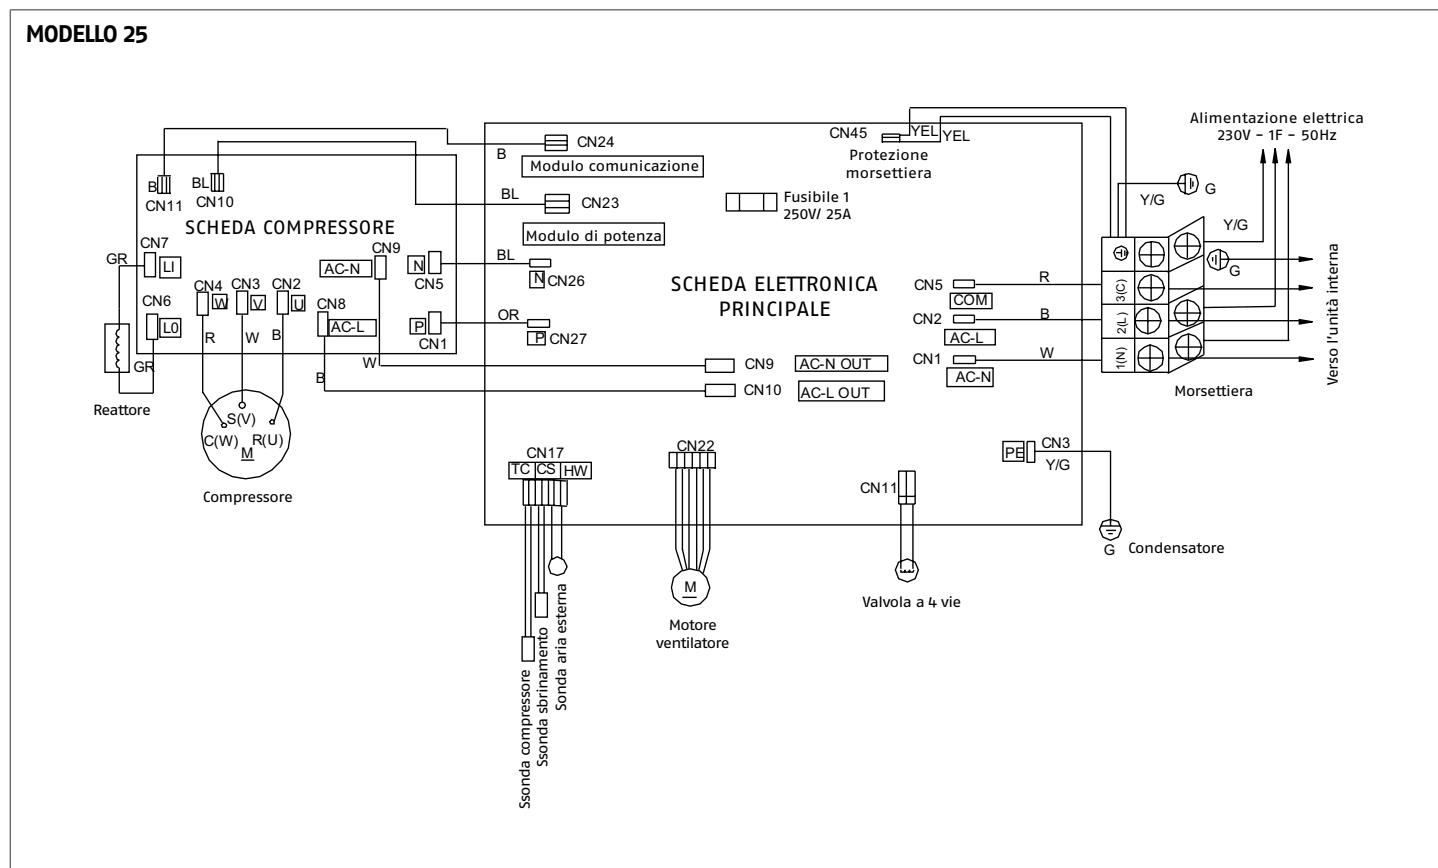 MODELLO 25
Alimentazione elettrica
230V - 1F - 50Hz
CN45
YEL
YEL
Protezione
morsettiera
CN24
B
Modulo comunicazione
B
CN11
BL
CN10
BL
CN23
Modulo di potenza
Fusibile 1
250V/ 25A
Y/G
G
Y/G
G
SCHEDA COMPRESSORE
CN7
LI
GR
CN9
AC-N
N
CN5
BL
N
CN26
SCHEDA ELETTRONICA
PRINCIPALE
CN5
COM
R
3(C)
CN6
L0
CN4
W
CN3
V
CN2
U
CN8
AC-L
P
CN1
OR
P
CN27
CN2
AC-L
B
2(L)
CN1
AC-N
W
1(N)
Verso l'unità interna
Morsettiera
R
W
B
GR
W
B
CN9
AC-N OUT
CN10
AC-L OUT
Reattore
S(V)
C(W)
R(U)
M
Compressore
CN17
TC
CS
HW
CN22
CN11
PE
CN3
Y/G
G
Condensatore
M
Motore
ventilatore
Valvola a 4 vie
Ssonda compressore
Ssonda sbrinamento
Sonda aria esterna